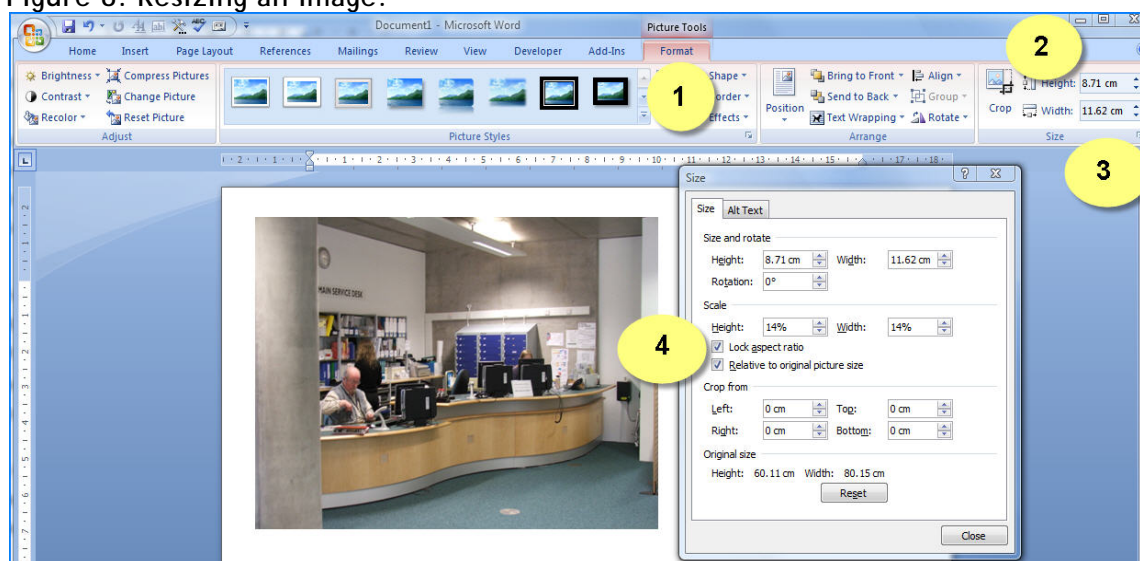 Figure 6. Resizing an image.
Document1 - Microsoft Word
Picture Tools
Home Insert Page Layout References Mailings Review View Developer Add-Ins Format
2
Brightness Compress Pictures
Contrast Change Picture
Recolor Reset Picture
Adjust
Picture Styles
1
Shape
order
Effects
Position
Bring to Front Align
Send to Back Group
Text Wrapping Rotate
Arrange
Crop
Height: 8.71 cm
Width: 11.62 cm
Size
3
L
MAIN SERVICE DESK
Size
Size Alt Text
Size and rotate
Height: 8.71 cm Width: 11.62 cm
Rotation: 0°
Scale
Height: 14% Width: 14%
4
Lock aspect ratio
Relative to original picture size
Crop from
Left: 0 cm Top: 0 cm
Right: 0 cm Bottom: 0 cm
Original size
Height: 60.11 cm Width: 80.15 cm
Reset
Close